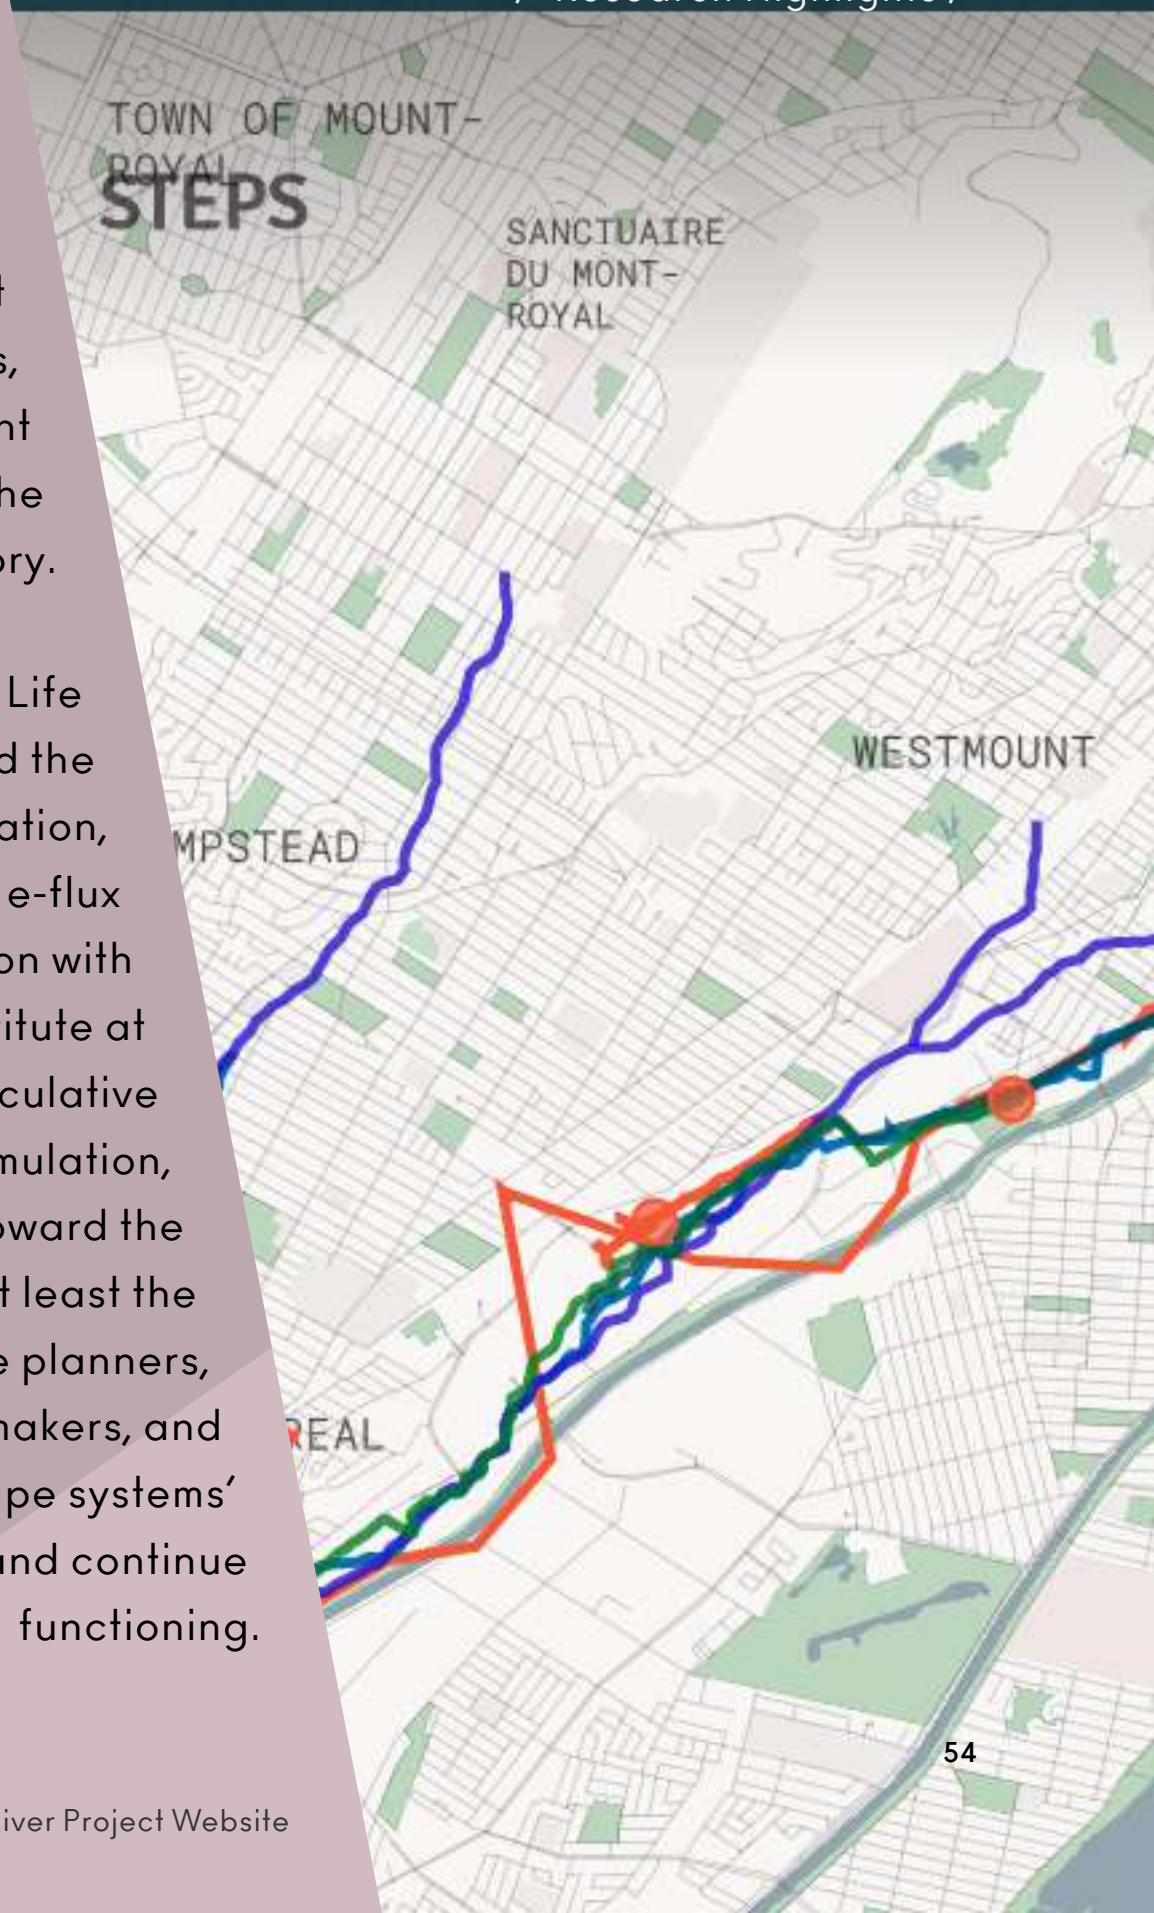 / Research Highlights /
TOWN OF MOUNT-
ROYAL
STEPS
SANCTUAIRE
DU MONT-
ROYAL
t
s,
nt
he
ory.
Life
d the
WESTMOUNT
ation,
MPSTEAD
e-flux
on with
itute at
culative
mulation,
oward the
t least the
e planners,
makers, and
REAL
pe systems’
and continue
functioning.
54
iver Project Website